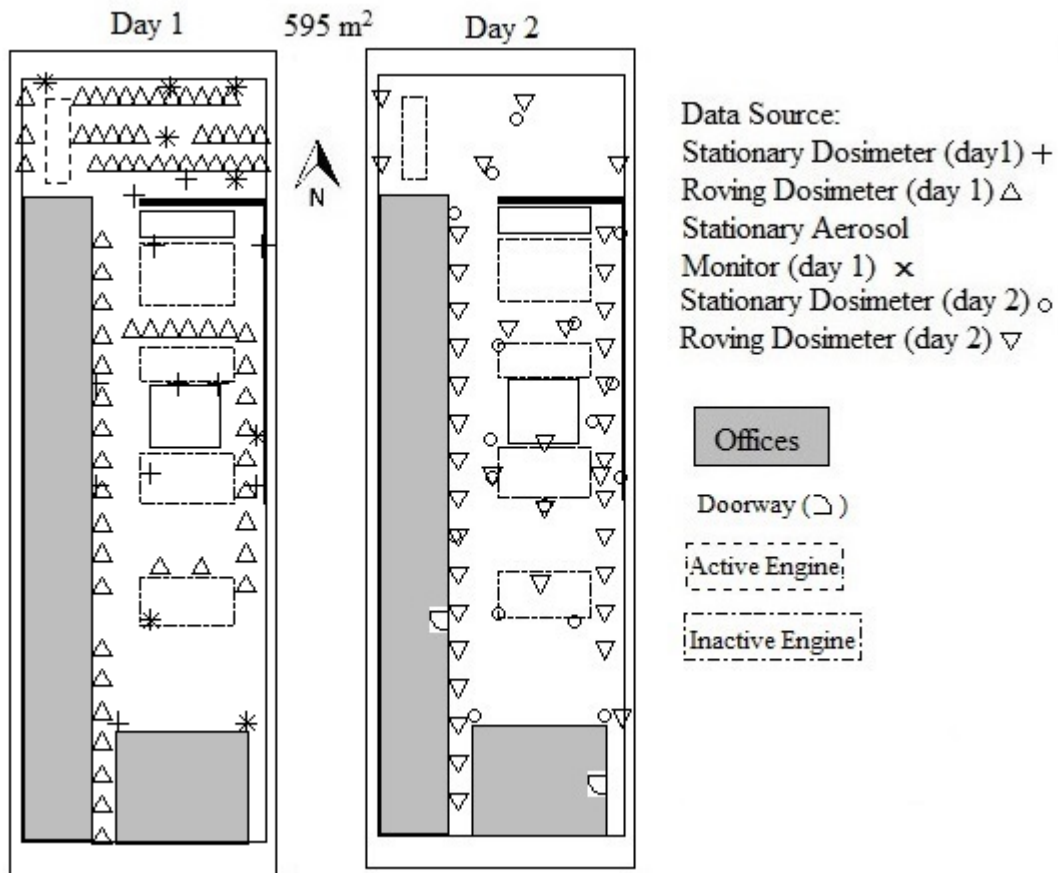 Day 1
595 m²
Day 2
N
Data Source:
Stationary Dosimeter (day1) +
Roving Dosimeter (day 1) △
Stationary Aerosol
Monitor (day 1) ×
Stationary Dosimeter (day 2) ○
Roving Dosimeter (day 2) ▽
Offices
Doorway ( )
Active Engine
Inactive Engine